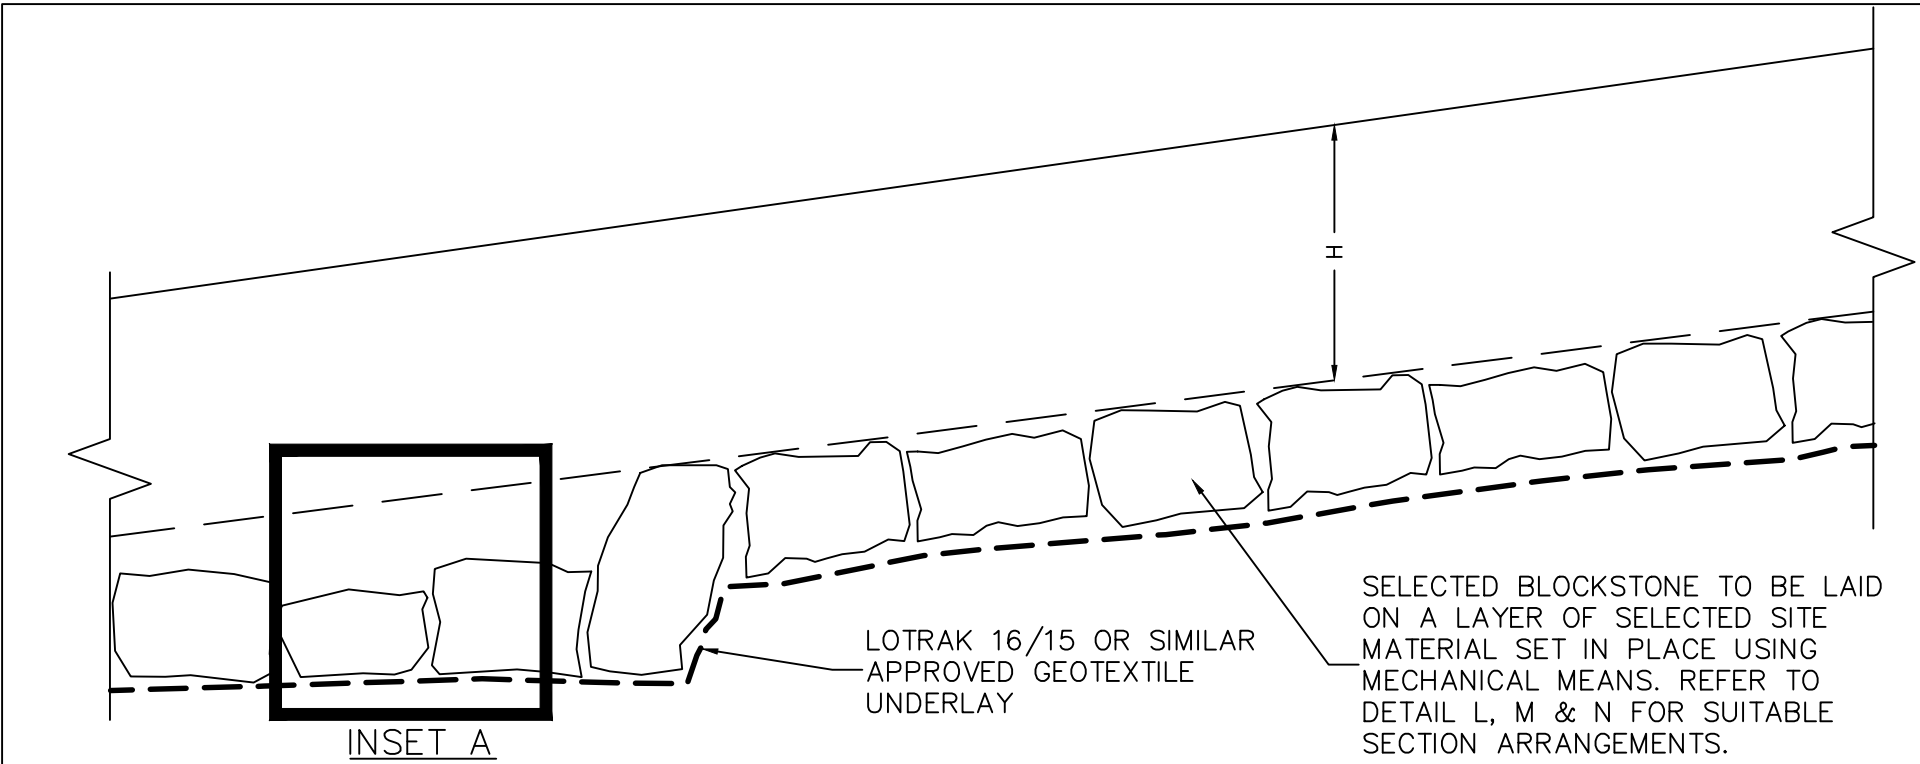 H
LOTRAK 16/15 OR SIMILAR
APPROVED GEOTEXTILE
UNDERLAY
SELECTED BLOCKSTONE TO BE LAID
ON A LAYER OF SELECTED SITE
MATERIAL SET IN PLACE USING
MECHANICAL MEANS. REFER TO
DETAIL L, M & N FOR SUITABLE
SECTION ARRANGEMENTS.
INSET A